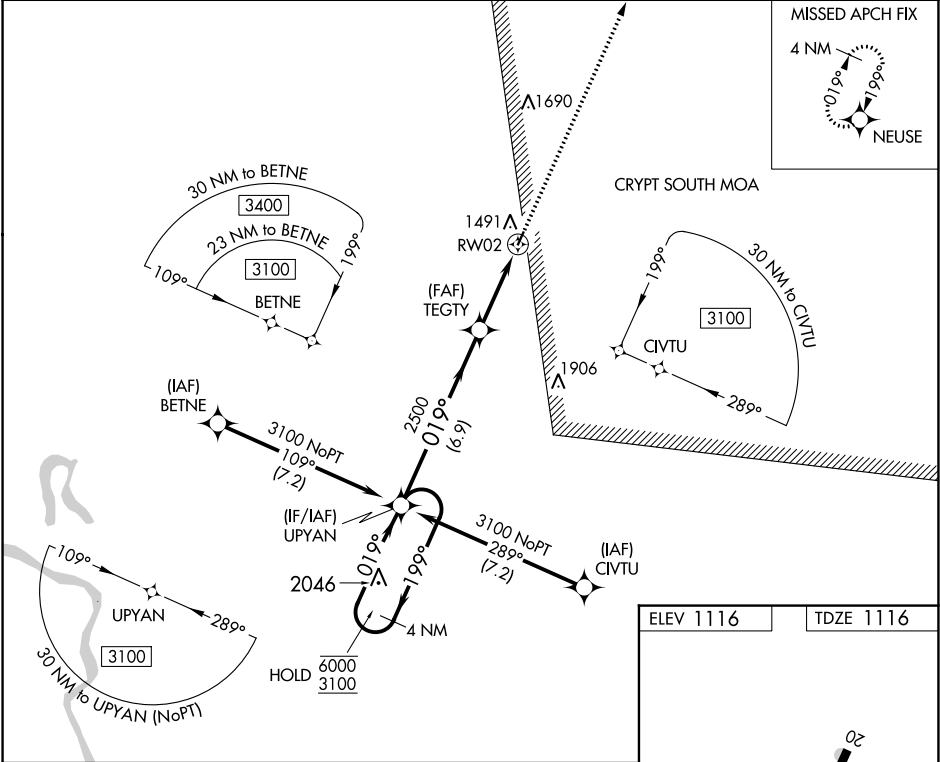 MISSED APCH FIX
4 NM
019°
199°
NEUSE
1690
CRYPT SOUTH MOA
30 NM to BETNE
3400
23 NM to BETNE
3100
199°
109°
BETNE
1491
RW02
(FAF)
TEGTY
30 NM to CIVTU
199°
3100
CIVTU
289°
1906
(IAF)
BETNE
3100 NoPT
109°
(7.2)
2500
019°
(6.9)
(IF/IAF)
UPYAN
3100 NoPT
289°
(7.2)
(IAF)
CIVTU
019°
199°
2046
4 NM
HOLD
6000
3100
109°
UPYAN
289°
3100
30 NM to UPYAN (NoPT)
ELEV 1116
TDZE 1116
20